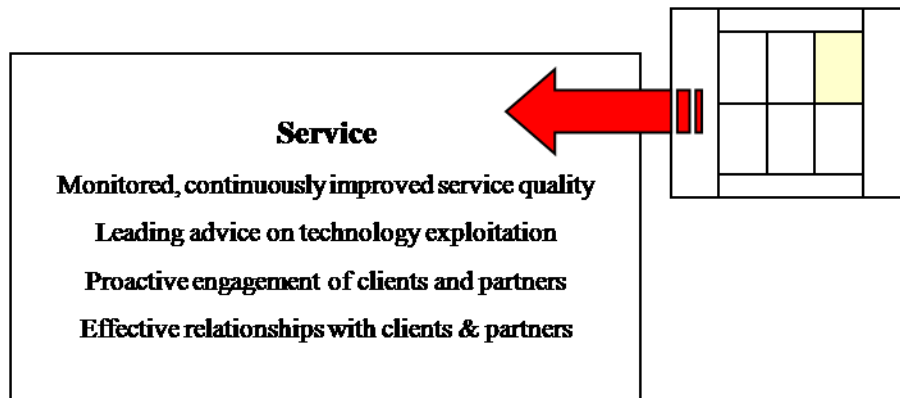 Service
Monitored, continuously improved service quality
Leading advice on technology exploitation
Proactive engagement of clients and partners
Effective relationships with clients & partners